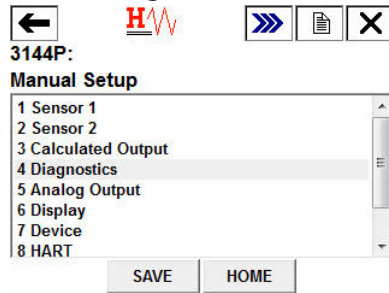 H
3144P:
Manual Setup
1 Sensor 1
2 Sensor 2
3 Calculated Output
4 Diagnostics
5 Analog Output
6 Display
7 Device
8 HART
SAVE HOME